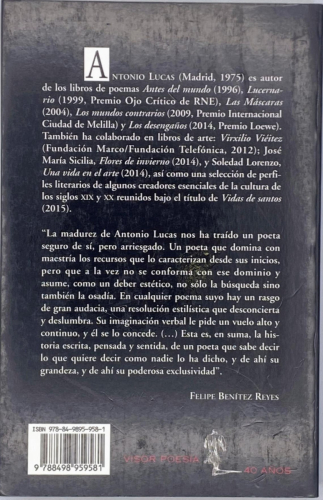 ANTONIO LUCAS (Madrid, 1975) es autor
de los libros de poemas Antes del mundo (1996), Lucerna-
rio (1999, Premio Ojo Crítico de RNE), Las Máscaras
(2004), Los mundos contrarios (2009, Premio Internacional
Ciudad de Melilla) y Los desengaños (2014, Premio Loewe).
También ha colaborado en libros de arte: Virxilio Viéitez
(Fundación Marco/Fundación Telefónica, 2012); José
María Sicilia, Flores de invierno (2014), y Soledad Lorenzo,
Una vida en el arte (2014), así como una selección de perfi-
les literarios de algunos creadores esenciales de la cultura de
los siglos XIX y XX reunidos bajo el título de Vidas de santos
(2015).
"La madurez de Antonio Lucas nos ha traído un poeta
seguro de sí, pero arriesgado. Un poeta que domina con
maestría los recursos que lo caracterizan desde sus inicios,
pero que a la vez no se conforma con ese dominio y
asume, como un deber estético, no sólo la búsqueda sino
también la osadía. En cualquier poema suyo hay un rasgo
de gran audacia, una resolución estilística que desconcierta
y deslumbra. Su imaginación verbal le pide un vuelo alto y
continuo, y él se lo concede. (…) Esta es, en suma, la his-
toria escrita, pensada y sentida, de un poeta que sabe decir
lo que quiere decir como nadie lo ha dicho, y de ahí su
grandeza, y de ahí su poderosa exclusividad".
FELIPE BENÍTEZ REYES
ISBN 978-84-9895-958-1
9 788498 959581
VISOR POESÍA
40 AÑOS